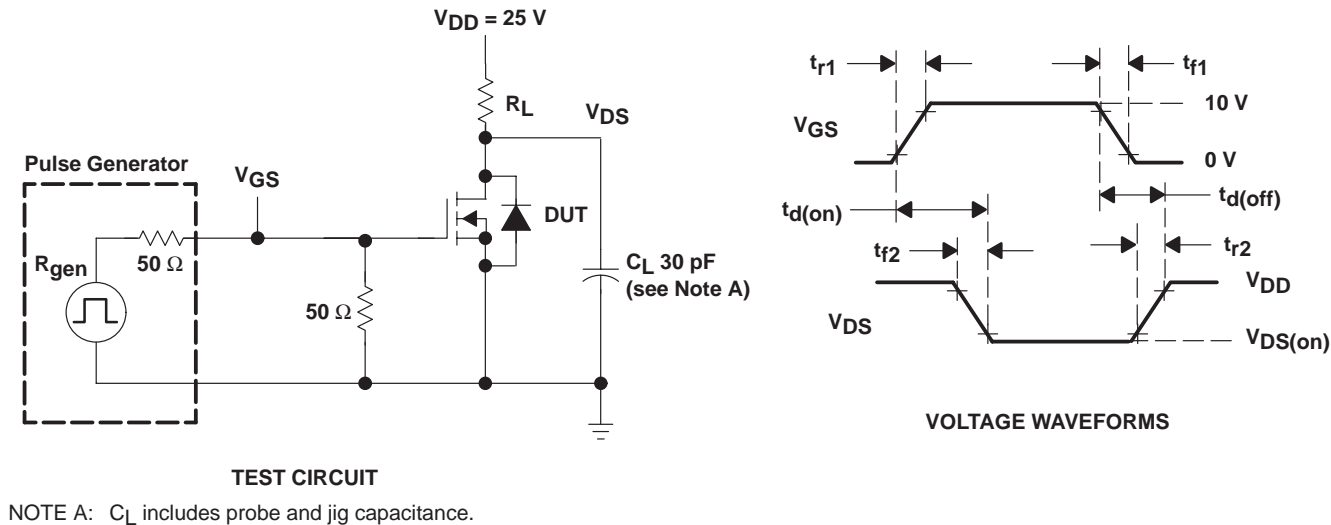 VDD = 25 V
RL
VDS
Pulse Generator
VGS
Rgen
50 Ω
50 Ω
DUT
CL 30 pF
(see Note A)
TEST CIRCUIT
tr1
tf1
10 V
VGS
0 V
td(on)
td(off)
tf2
tr2
VDD
VDS
VDS(on)
VOLTAGE WAVEFORMS
NOTE A: CL includes probe and jig capacitance.